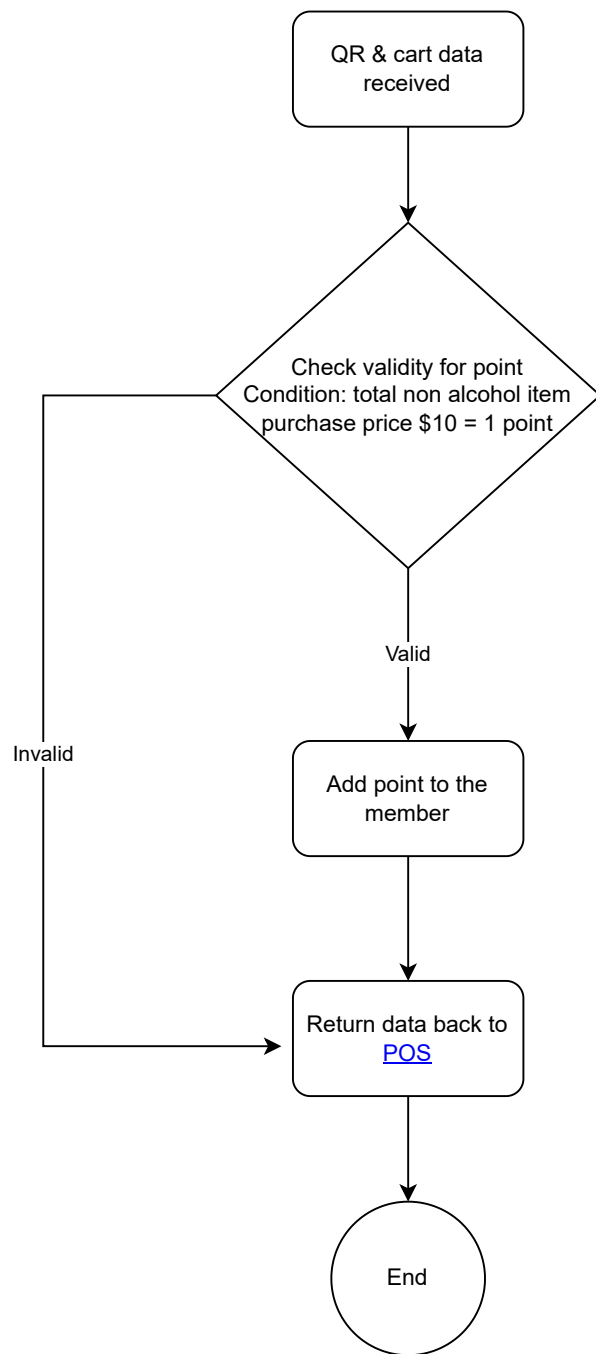 QR & cart data
received
Check validity for point
Condition: total non alcohol item
purchase price $10 = 1 point
Valid
Invalid
Add point to the
member
Return data back to
POS
End